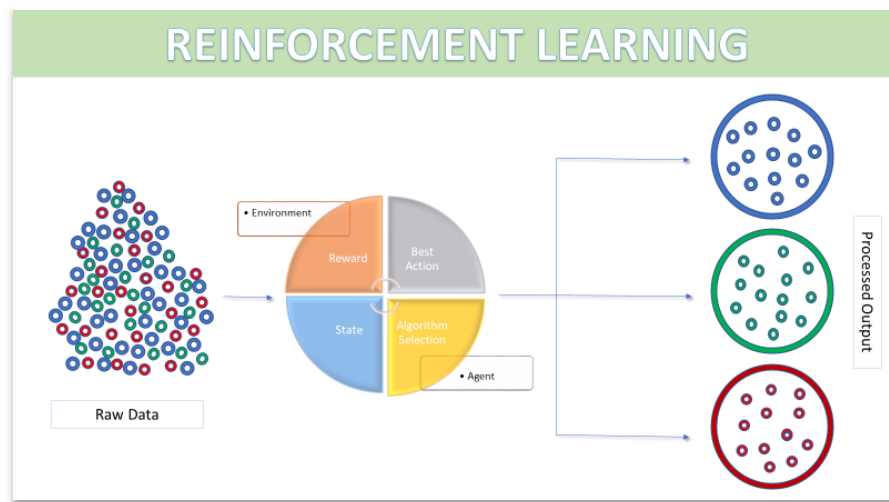 REINFORCEMENT LEARNING
• Environment
Reward
Best
Action
State
Algorithm
Selection
• Agent
Raw Data
Processed Output